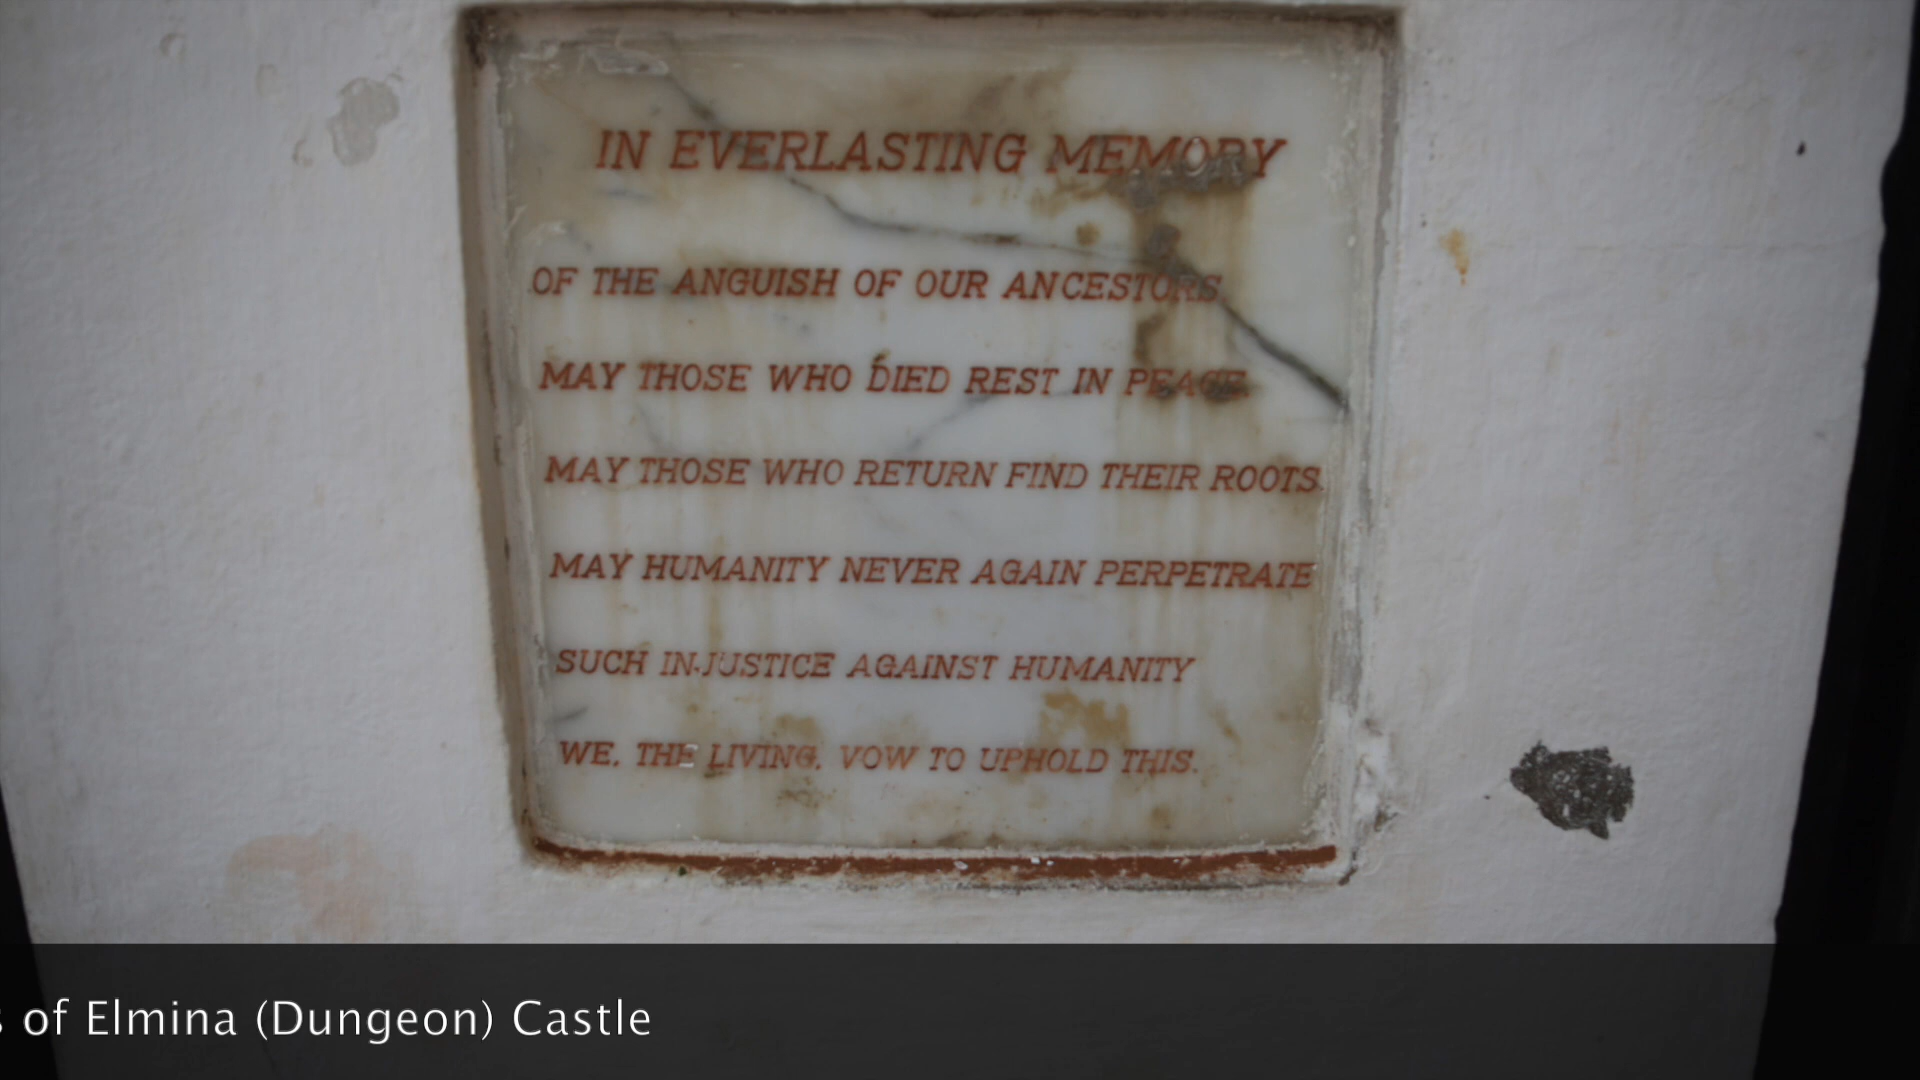 IN EVERLASTING MEMORY
OF THE ANGUISH OF OUR ANCESTORS.
MAY THOSE WHO DIED REST IN PEACE.
MAY THOSE WHO RETURN FIND THEIR ROOTS.
MAY HUMANITY NEVER AGAIN PERPETRATE
SUCH INJUSTICE AGAINST HUMANITY
WE, THE LIVING, VOW TO UPHOLD THIS.
s of Elmina (Dungeon) Castle